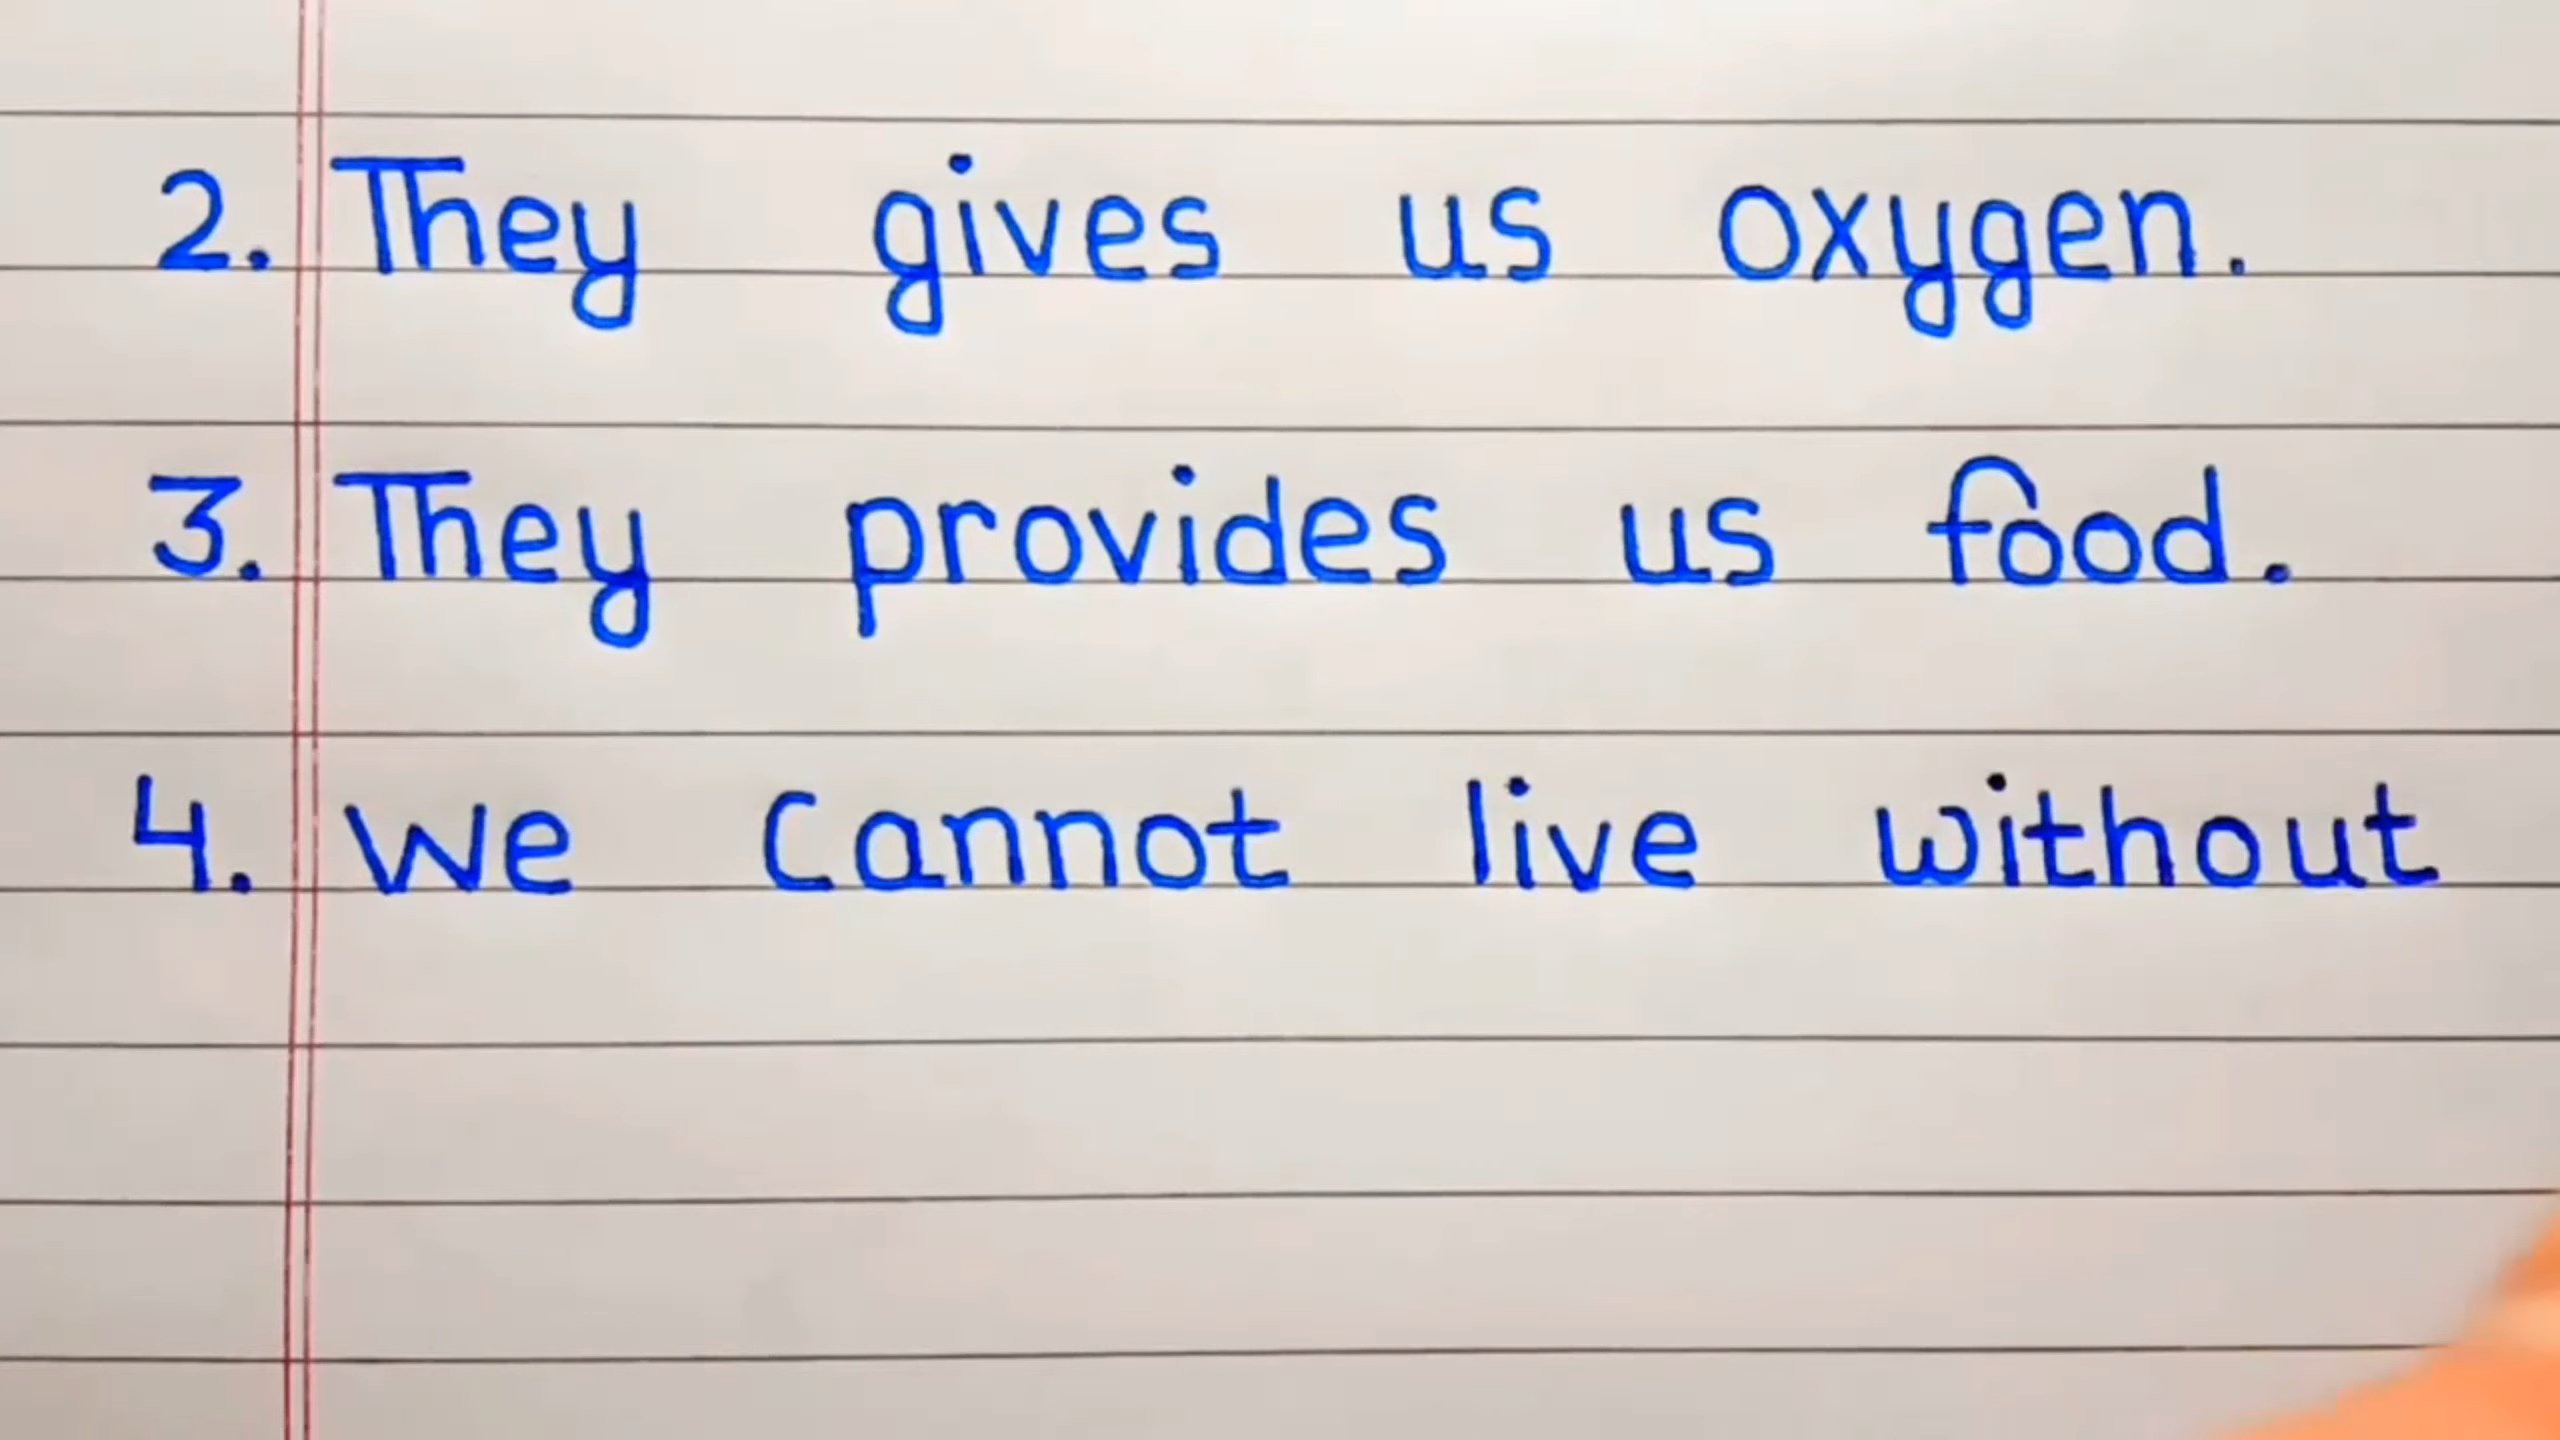 2. They gives us oxygen.
3. They provides us food.
4. We cannot live without